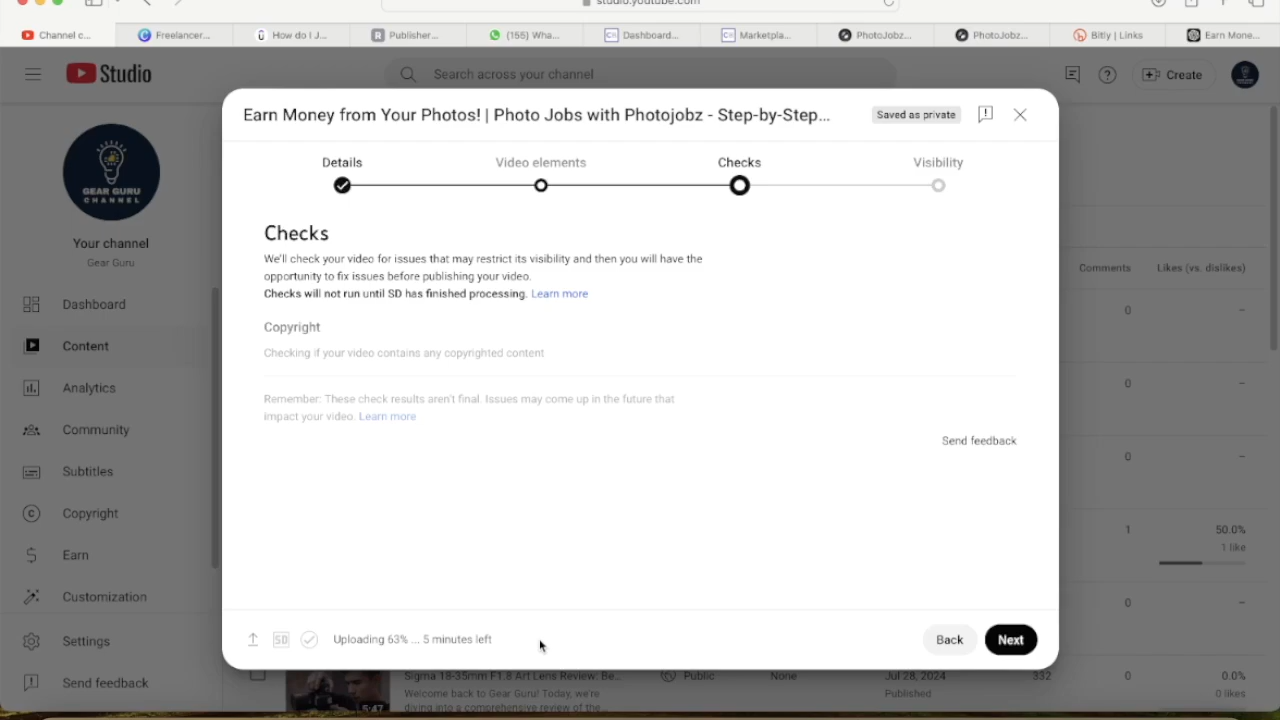 studio.youtube.com
Channel c...
Freelancer...
How do I J...
Publisher...
(155) Wha...
Dashboard...
Marketpla...
PhotoJobz...
PhotoJobz...
Bitly | Links
Earn Mone...
Studio
Search across your channel
Create
GEAR GURU
CHANNEL
Your channel
Gear Guru
Dashboard
Content
Analytics
Community
Subtitles
Copyright
Earn
Customization
Settings
Send feedback
Earn Money from Your Photos! | Photo Jobs with Photojobz - Step-by-Step...
Saved as private
Details
Video elements
Checks
Visibility
Checks
We'll check your video for issues that may restrict its visibility and then you will have the
opportunity to fix issues before publishing your video.
Checks will not run until SD has finished processing. Learn more
Copyright
Checking if your video contains any copyrighted content
Remember: These check results aren't final. Issues may come up in the future that
impact your video. Learn more
Send feedback
SD
Uploading 63% ... 5 minutes left
Back
Next
Comments
Likes (vs. dislikes)
0
–
0
–
0
–
1
50.0%
1 like
0
–
5:47
Sigma 18-35mm F1.8 Art Lens Review: Be...
Welcome back to Gear Guru! Today, we're
diving into a comprehensive review of the...
Public
None
Jul 28, 2024
Published
332
0
0.0%
0 likes